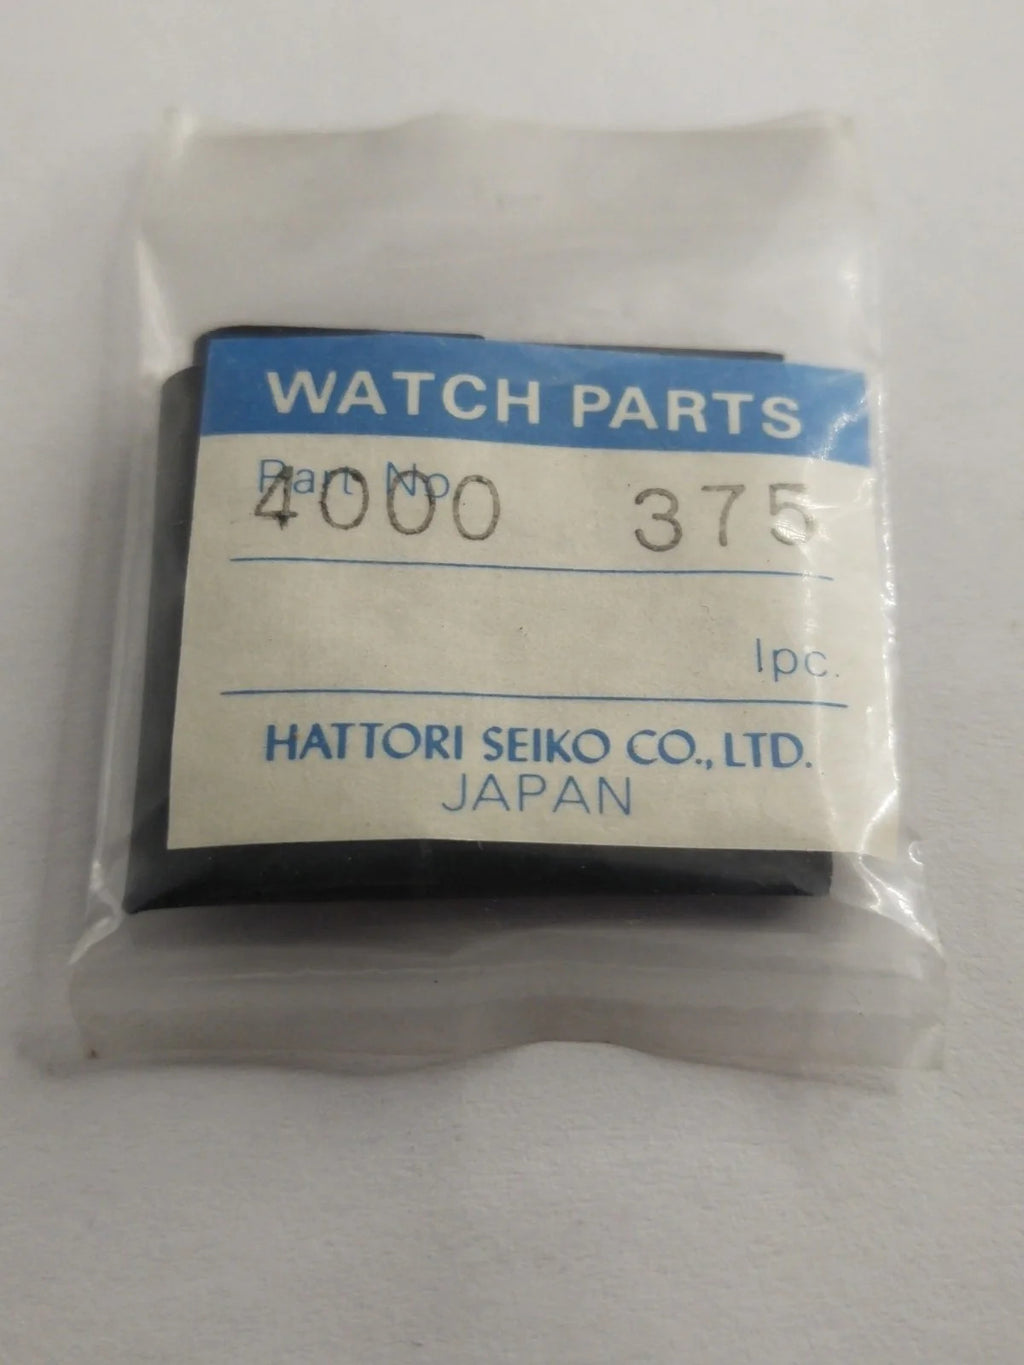 WATCH PARTS
Part No
4000 375
1pc.
HATTORI SEIKO CO., LTD.
JAPAN